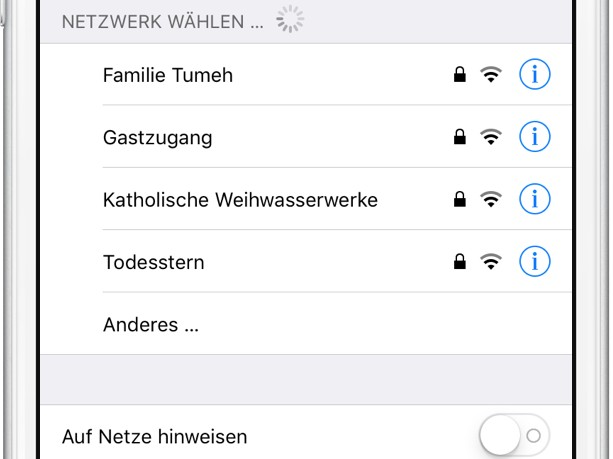 NETZWERK WÄHLEN ...
Familie Tumeh
Gastzugang
Katholische Weihwasserwerke
Todesstern
Anderes ...
Auf Netze hinweisen